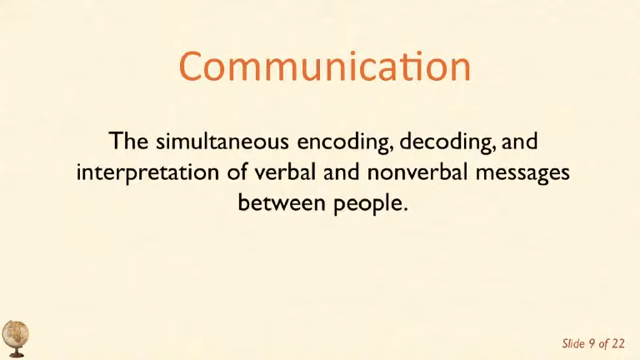 Communication
The simultaneous encoding, decoding, and
interpretation of verbal and nonverbal messages
between people.
Slide 9 of 22